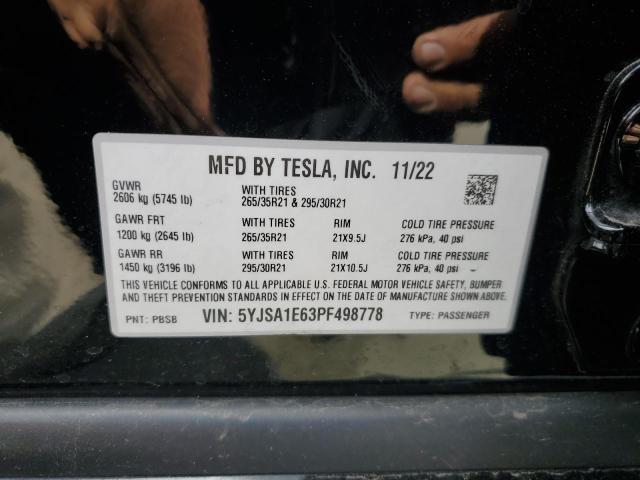 MFD BY TESLA, INC. 11/22
GVWR WITH TIRES
2606 kg (5745 lb) 265/35R21 & 295/30R21
GAWR FRT WITH TIRES RIM COLD TIRE PRESSURE
1200 kg (2645 lb) 265/35R21 21X9.5J 276 kPa, 40 psi
GAWR RR WITH TIRES RIM COLD TIRE PRESSURE
1450 kg (3196 lb) 295/30R21 21X10.5J 276 kPa, 40 psi
THIS VEHICLE CONFORMS TO ALL APPLICABLE U.S. FEDERAL MOTOR VEHICLE SAFETY, BUMPER
AND THEFT-PREVENTION STANDARDS IN EFFECT ON THE DATE OF MANUFACTURE SHOWN ABOVE.
PNT: PBSB VIN: 5YJSA1E63PF498778 TYPE: PASSENGER